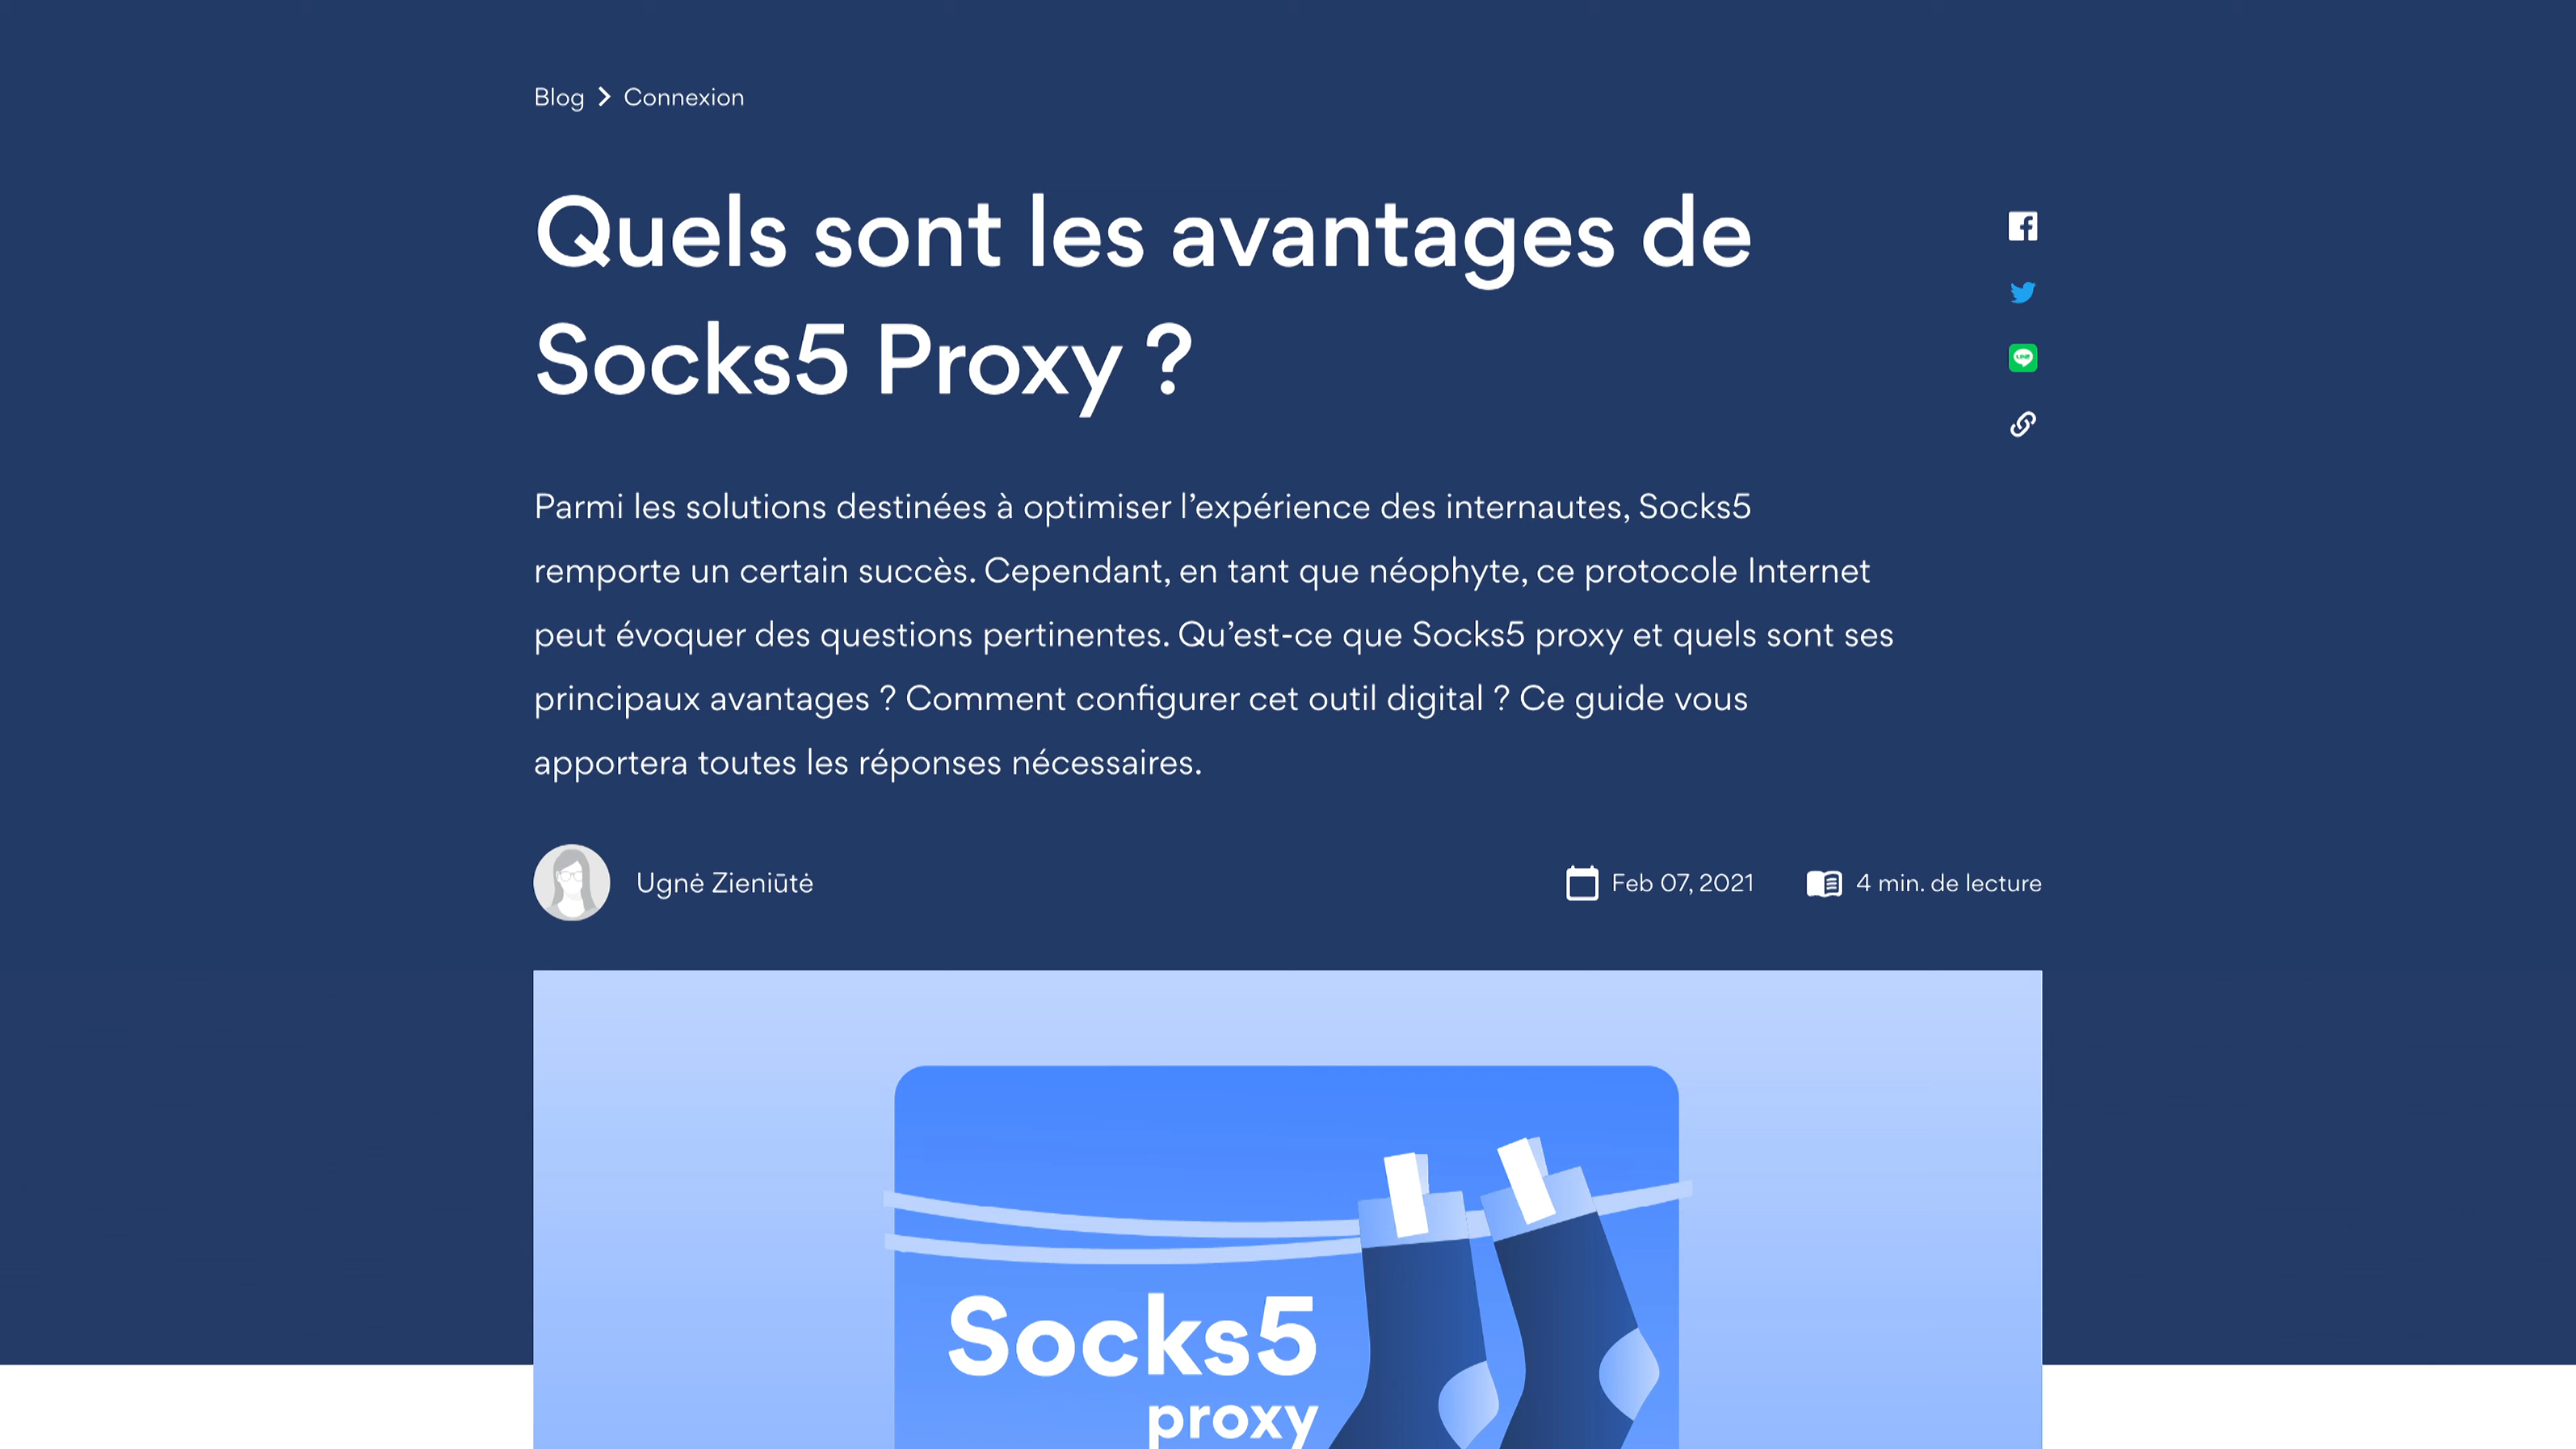 Blog > Connexion
Quels sont les avantages de
Socks5 Proxy ?
Parmi les solutions destinées à optimiser l’expérience des internautes, Socks5
remporte un certain succès. Cependant, en tant que néophyte, ce protocole Internet
peut évoquer des questions pertinentes. Qu’est-ce que Socks5 proxy et quels sont ses
principaux avantages ? Comment configurer cet outil digital ? Ce guide vous
apportera toutes les réponses nécessaires.
Ugnė Zieniūtė
Feb 07, 2021
4 min. de lecture
LINE
Socks5
proxy